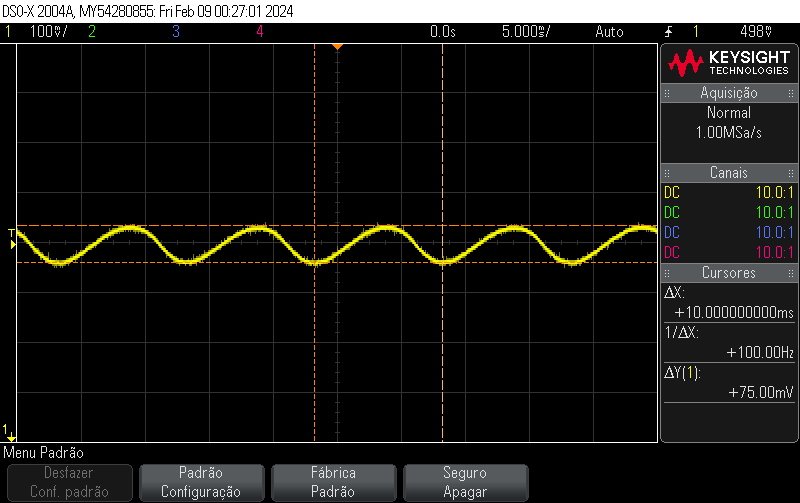 DSO-X 2004A, MY54280855: Fri Feb 09 00:27:01 2024
1 100mV/ 2 3 4 0.0s 5.000ms/ Auto 1 498mV
KEYSIGHT
TECHNOLOGIES
Aquisição
Normal
1.00MSa/s
Canais
DC 10.0:1
DC 10.0:1
DC 10.0:1
DC 10.0:1
Cursores
ΔX:
+10.000000000ms
1/ΔX:
+100.00Hz
ΔY(1):
+75.00mV
T
1
Menu Padrão
Desfazer
Conf. padrão
Padrão
Configuração
Fábrica
Padrão
Seguro
Apagar